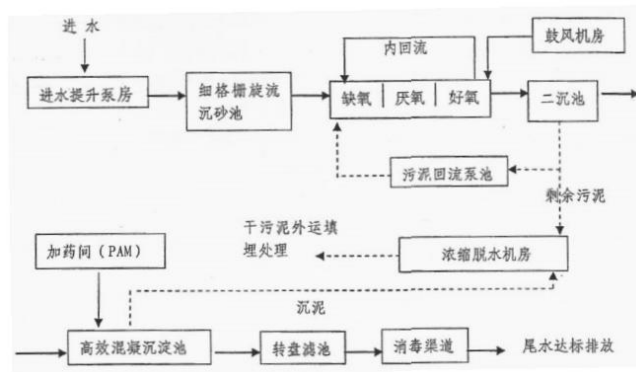 进 水
内回流
鼓风机房
进水提升泵房
细格栅旋流
沉砂池
缺氧
厌氧
好氧
二沉池
污泥回流泵池
剩余污泥
干污泥外运填
埋处理
加药间（PAM）
浓缩脱水机房
沉泥
高效混凝沉淀池
转盘滤池
消毒渠道
尾水达标排放